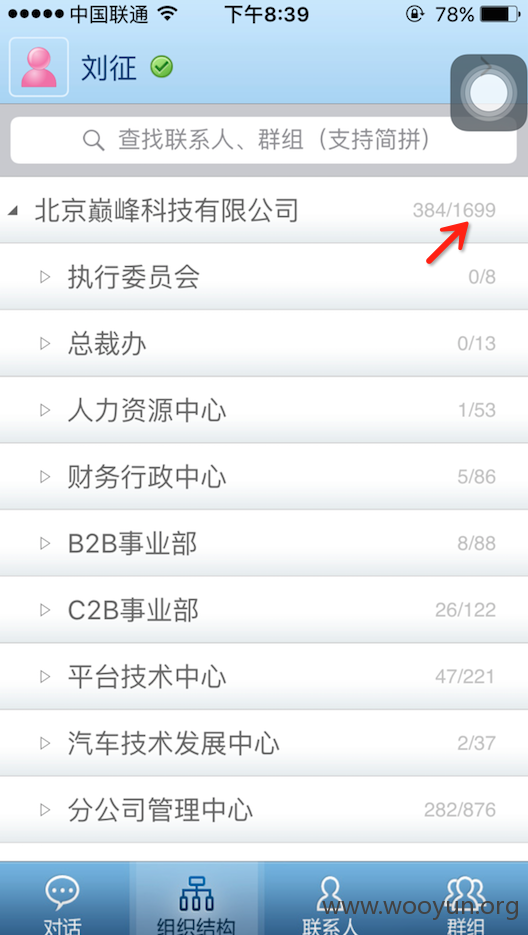 中国联通 下午8:39 78%
刘征
查找联系人、群组（支持简拼）
北京巅峰科技有限公司 384/1699
执行委员会 0/8
总裁办 0/13
人力资源中心 1/53
财务行政中心 5/86
B2B事业部 8/88
C2B事业部 26/122
平台技术中心 47/221
汽车技术发展中心 2/37
分公司管理中心 282/876
www.wooyun.org
对话 组织结构 联系人 群组